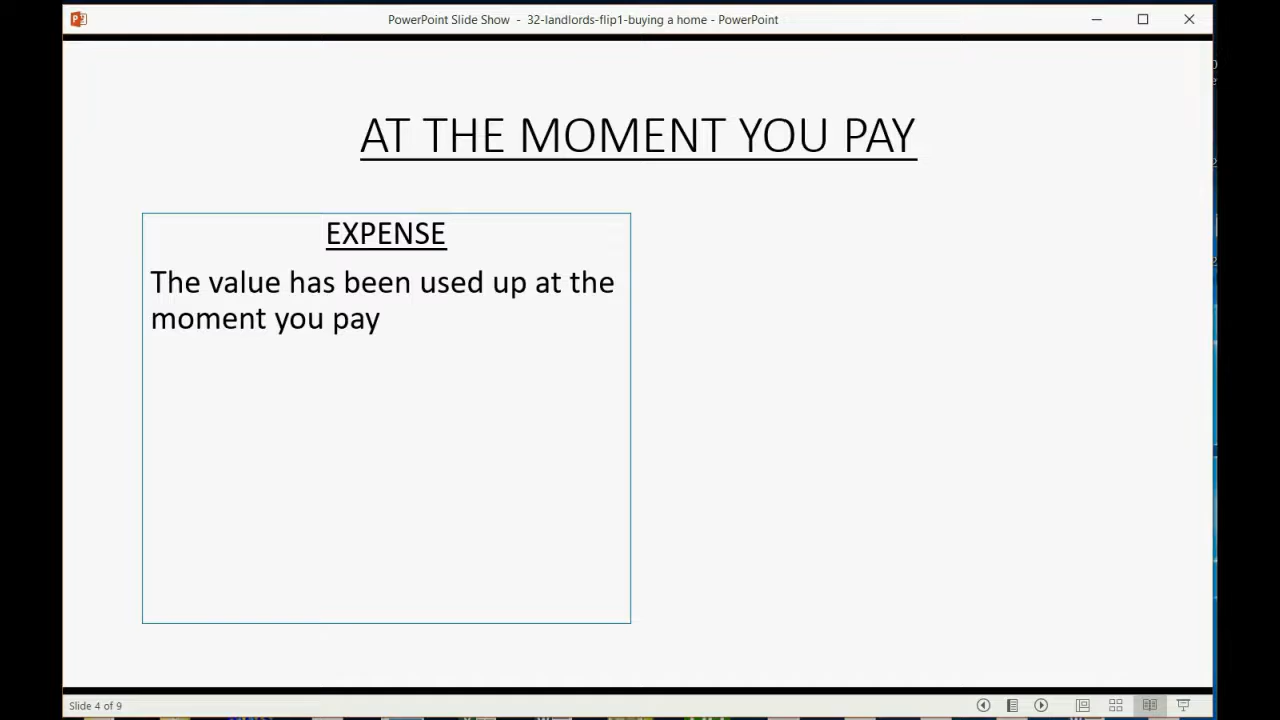 PowerPoint Slide Show - 32-landlords-flip1-buying a home - PowerPoint
AT THE MOMENT YOU PAY
EXPENSE
The value has been used up at the
moment you pay
Slide 4 of 9